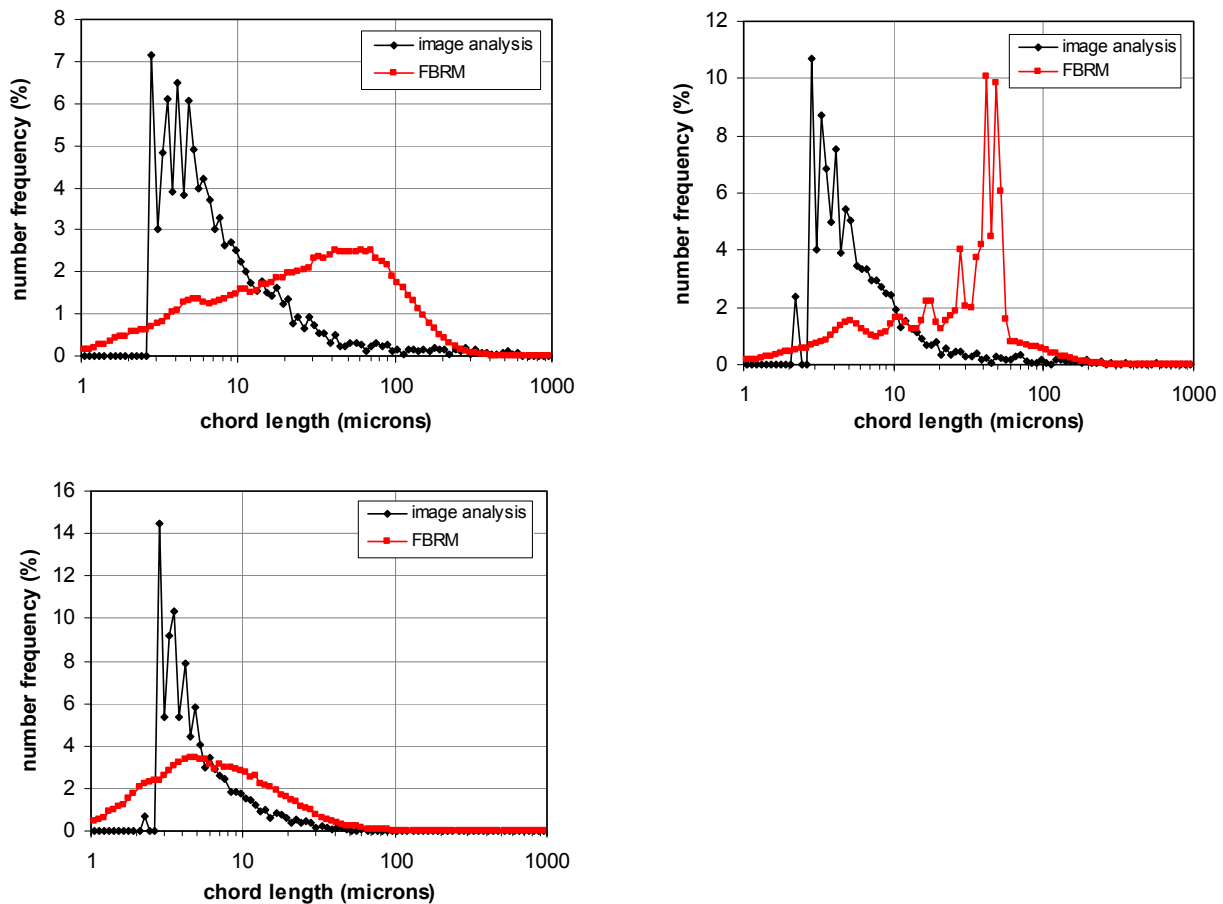 8
7
6
5
4
3
2
1
0
number frequency (%)
image analysis
FBRM
1 10 100 1000
chord length (microns)
12
10
8
6
4
2
0
number frequency (%)
image analysis
FBRM
1 10 100 1000
chord length (microns)
16
14
12
10
8
6
4
2
0
number frequency (%)
image analysis
FBRM
1 10 100 1000
chord length (microns)